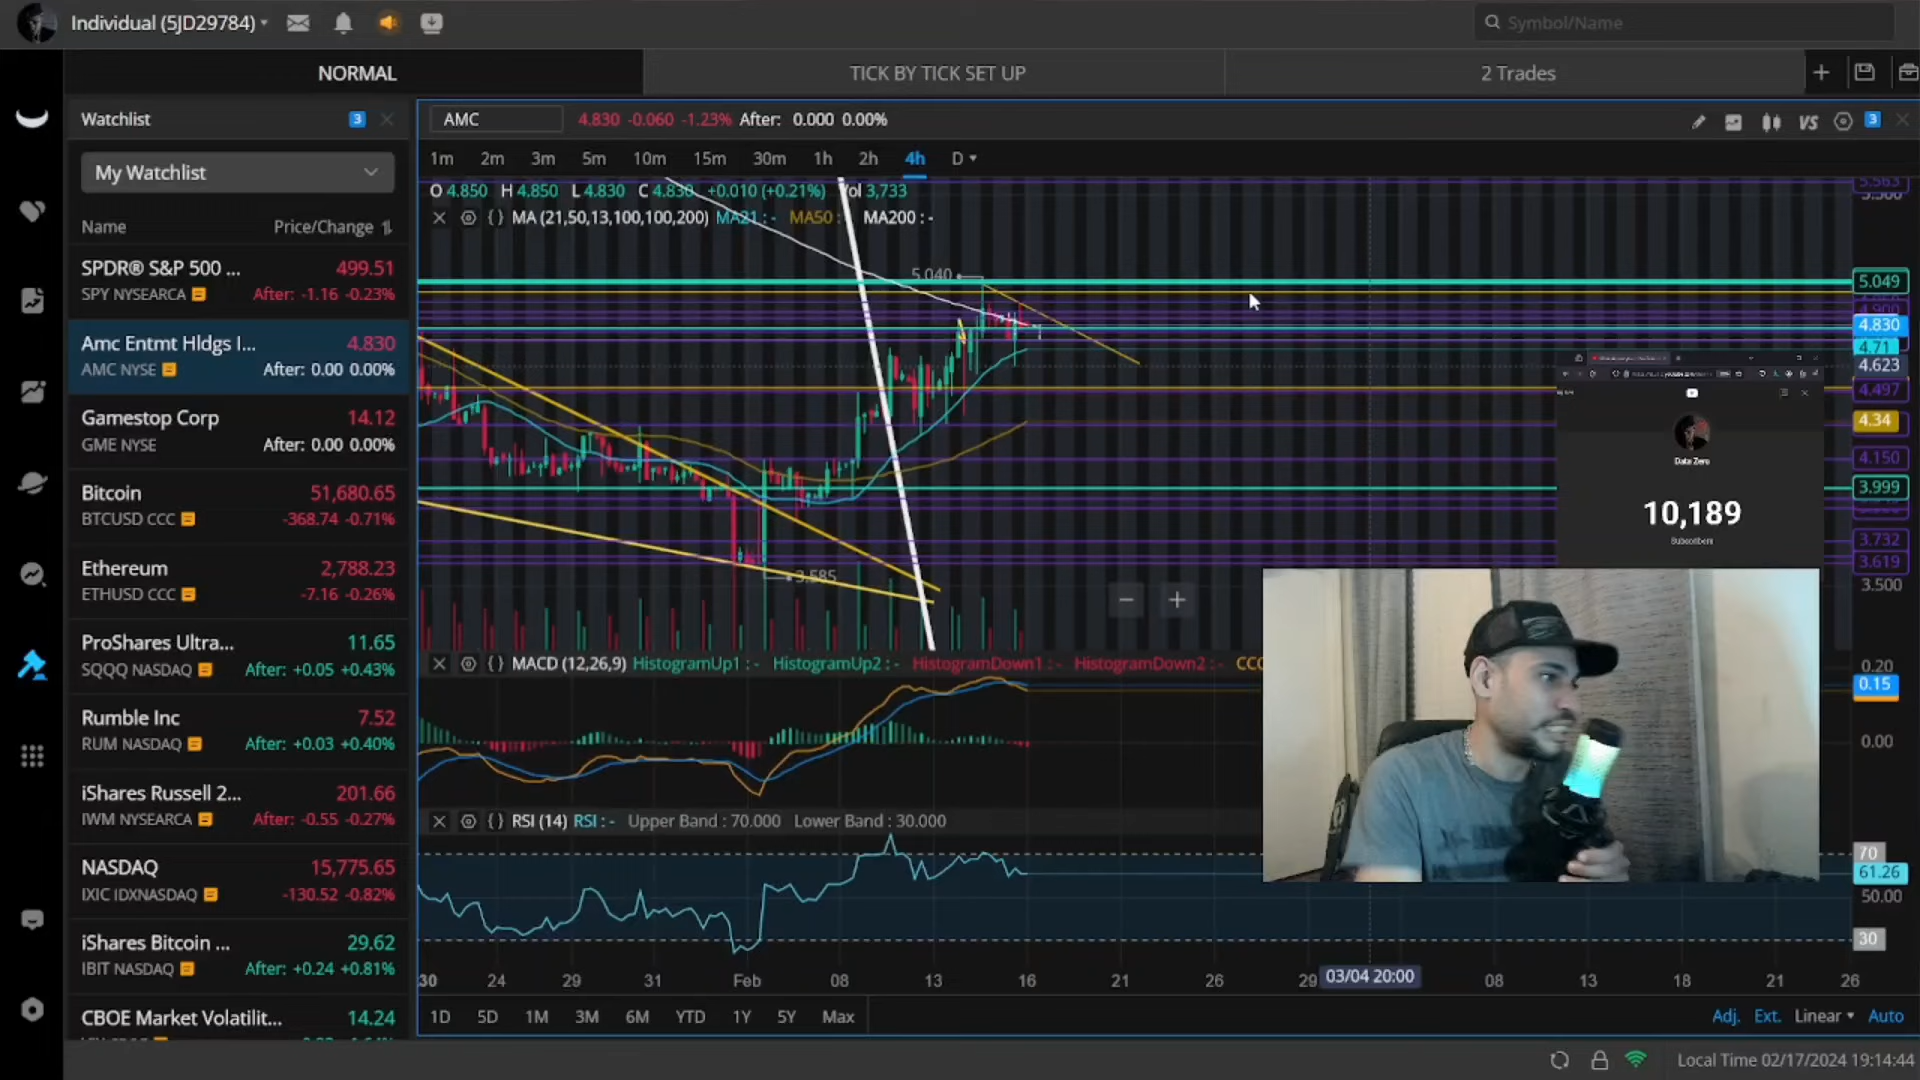 Individual (5JD29784)
Symbol/Name
NORMAL
TICK BY TICK SET UP
2 Trades
Watchlist
3
My Watchlist
Name
Price/Change
SPDR® S&P 500 ...
499.51
SPY NYSEARCA
After: -1.16 -0.23%
Amc Entmt Hldgs I...
4.830
AMC NYSE
After: 0.00 0.00%
Gamestop Corp
14.12
GME NYSE
After: 0.00 0.00%
Bitcoin
51,680.65
BTCUSD CCC
-368.74 -0.71%
Ethereum
2,788.23
ETHUSD CCC
-7.16 -0.26%
ProShares Ultra...
11.65
SQQQ NASDAQ
After: +0.05 +0.43%
Rumble Inc
7.52
RUM NASDAQ
After: +0.03 +0.40%
iShares Russell 2...
201.66
IWM NYSEARCA
After: -0.55 -0.27%
NASDAQ
15,775.65
IXIC IDXNASDAQ
-130.52 -0.82%
iShares Bitcoin ...
29.62
IBIT NASDAQ
After: +0.24 +0.81%
CBOE Market Volatilit...
14.24
AMC
4.830 -0.060 -1.23% After: 0.000 0.00%
VS
3
1m 2m 3m 5m 10m 15m 30m 1h 2h 4h D
O 4.850 H 4.850 L 4.830 C 4.830 +0.010 (+0.21%) Vol 3,733
MA (21,50,13,100,100,200) MA21 : - MA50 : MA200 : -
5.040
3.585
5.563
5.500
5.049
4.830
4.71
4.623
4.497
4.34
4.150
3.999
3.732
3.619
3.500
Data Zero
10,189
Subscribers
MACD (12,26,9) HistogramUp1 : - HistogramUp2 : - HistogramDown1 : - HistogramDown2 : -
0.20
0.15
0.00
RSI (14) RSI : - Upper Band : 70.000 Lower Band : 30.000
70
61.26
50.00
30
30 24 29 31 Feb 08 13 16 21 26 29 03/04 20:00 08 13 18 21 26
1D 5D 1M 3M 6M YTD 1Y 5Y Max
Adj. Ext. Linear Auto
Local Time 02/17/2024 19:14:44